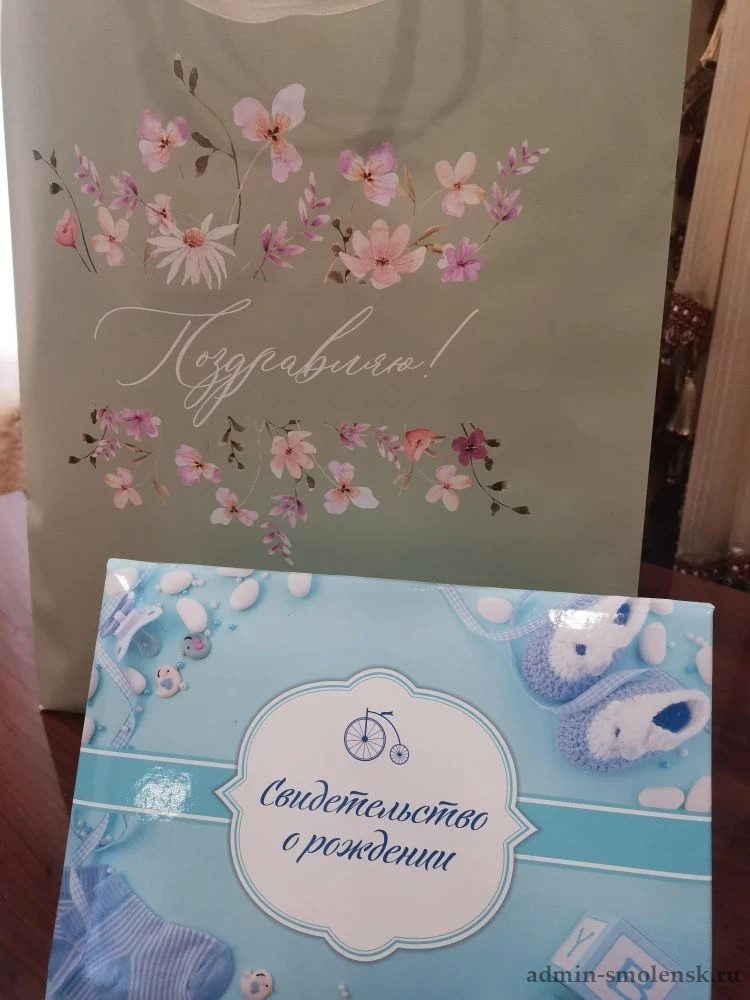 Поздравляю!
Свидетельство
о рождении
Y
B
admin-smolensk.ru